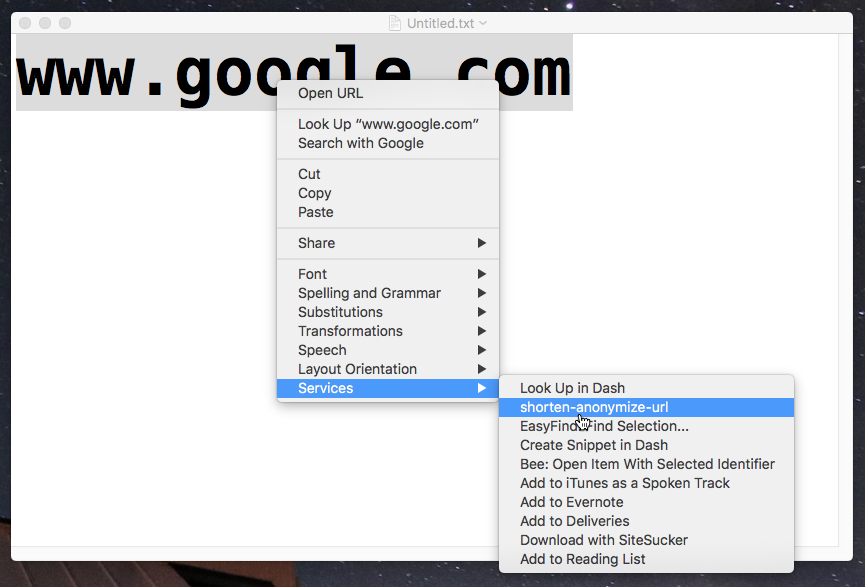 Untitled.txt
www.google.com
Open URL
Look Up “www.google.com”
Search with Google
Cut
Copy
Paste
Share
Font
Spelling and Grammar
Substitutions
Transformations
Speech
Layout Orientation
Services
Look Up in Dash
shorten-anonymize-url
EasyFind: Find Selection...
Create Snippet in Dash
Bee: Open Item With Selected Identifier
Add to iTunes as a Spoken Track
Add to Evernote
Add to Deliveries
Download with SiteSucker
Add to Reading List